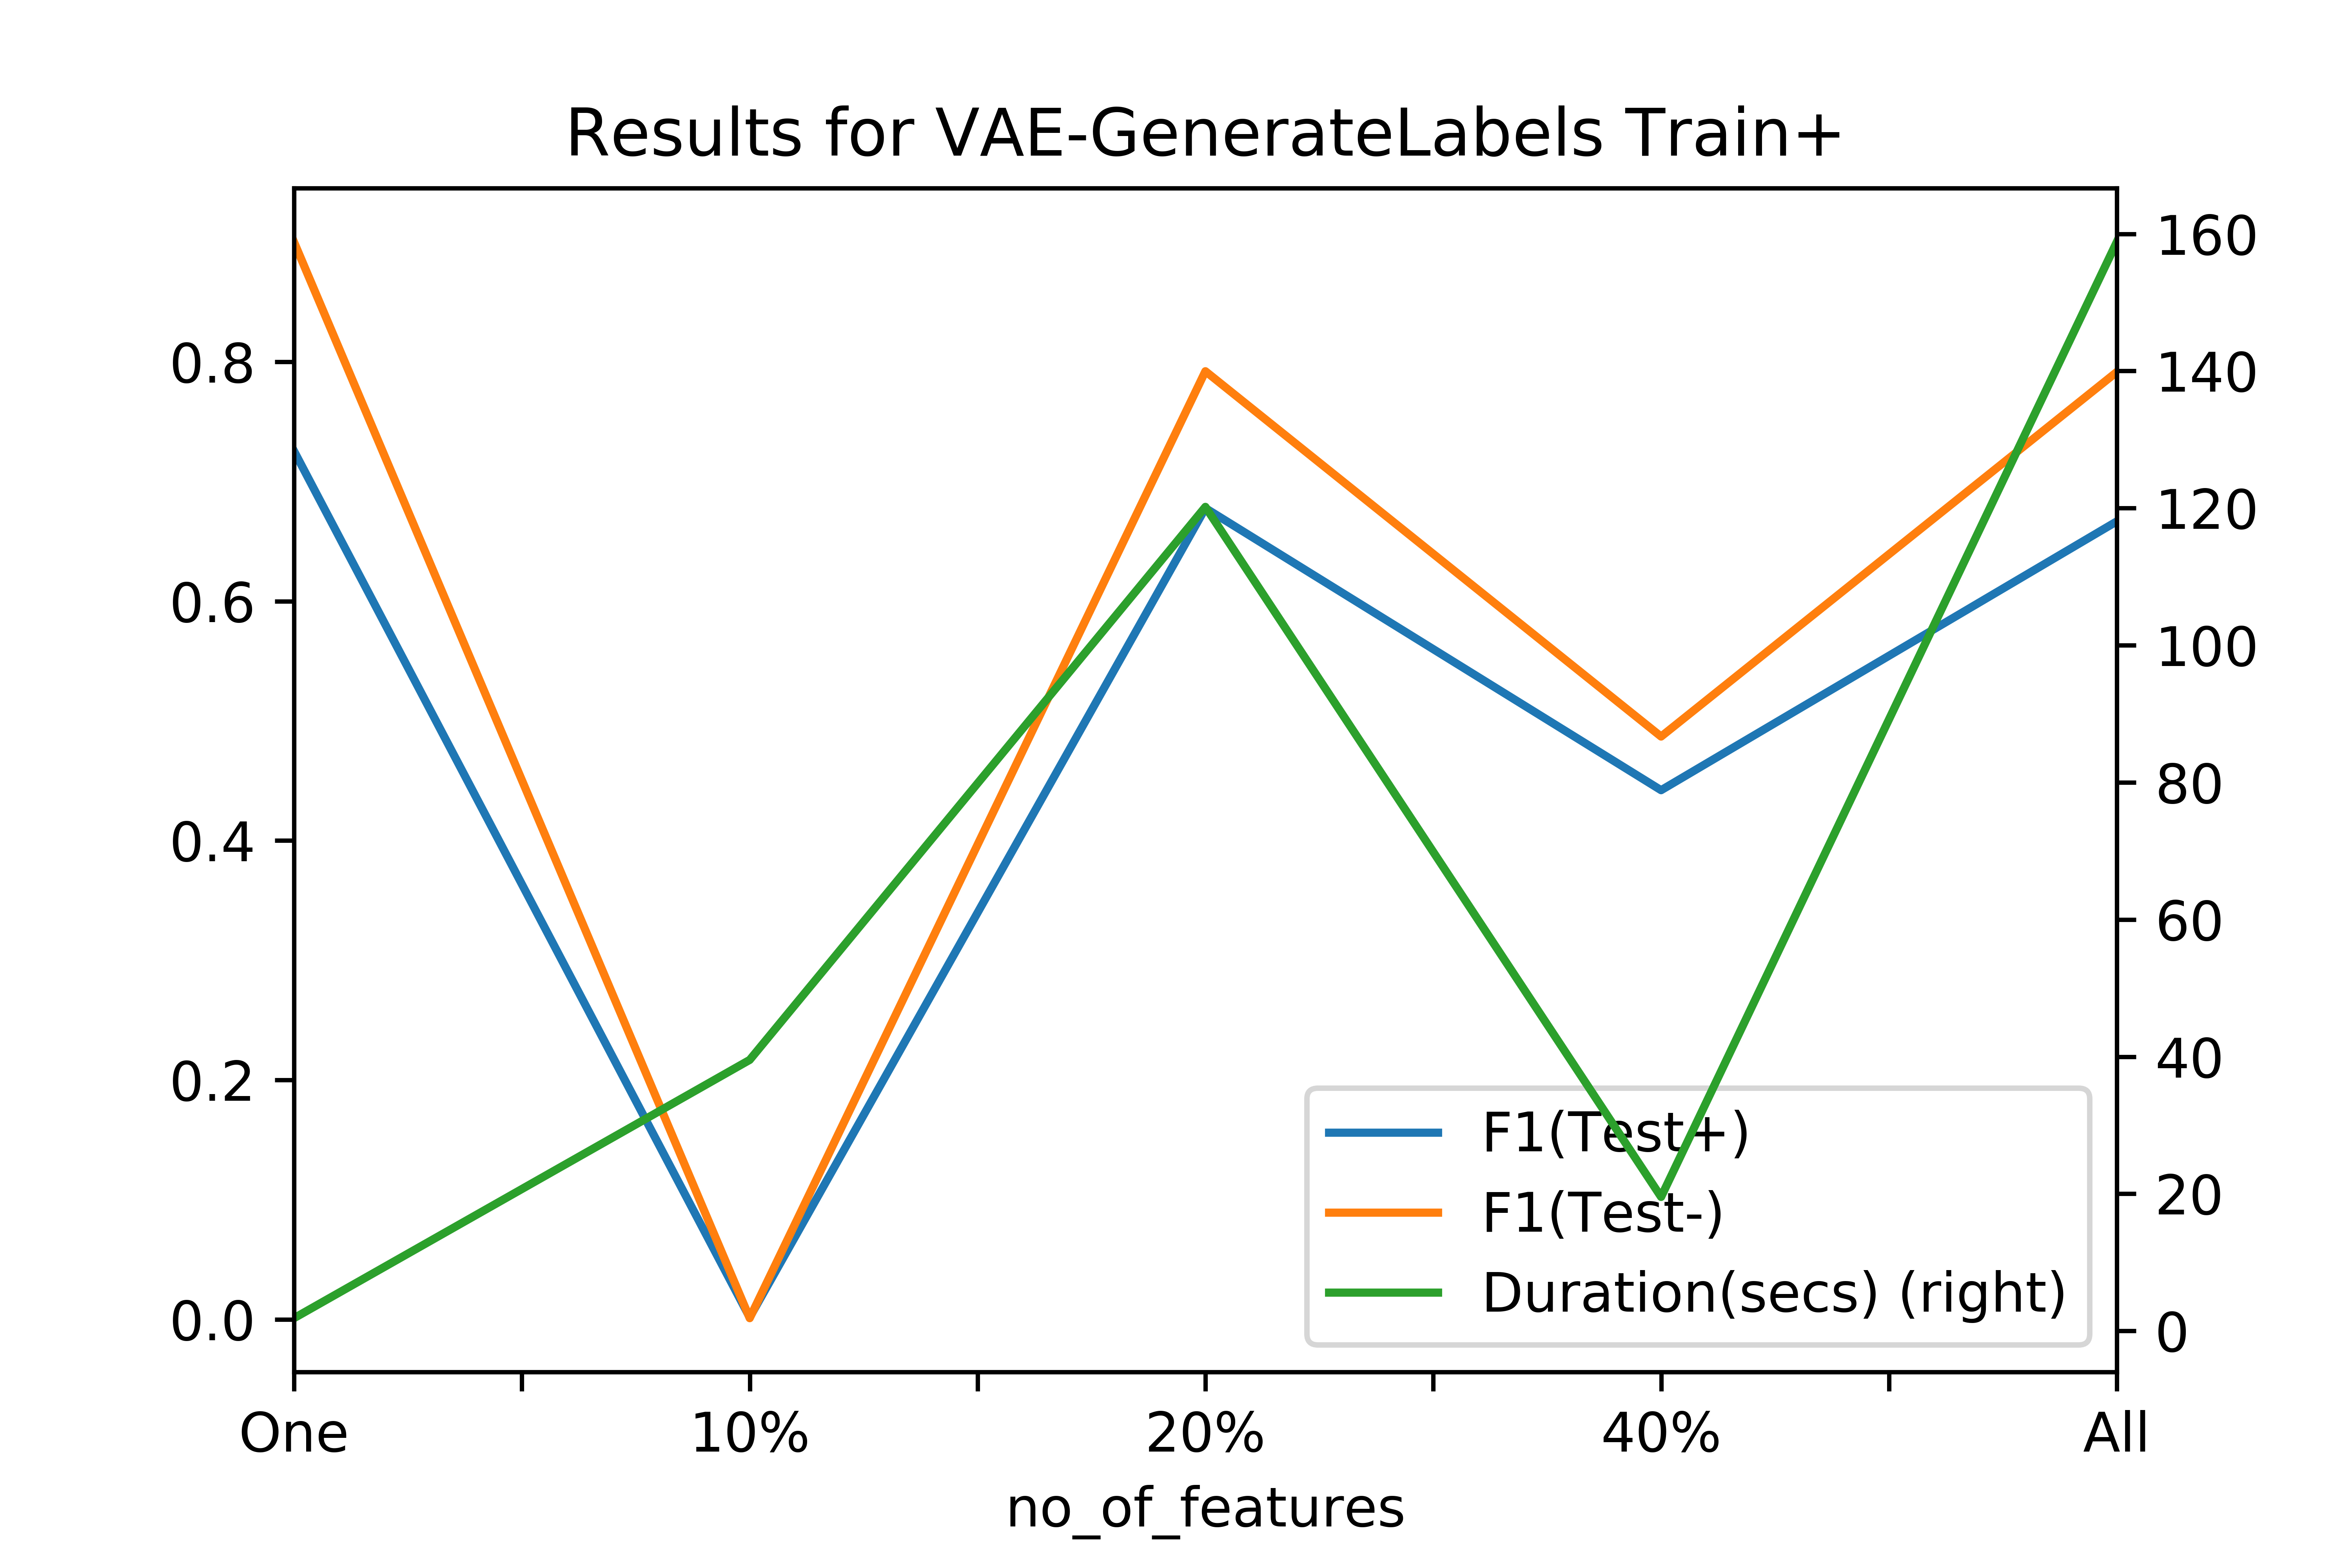 Results for VAE-GenerateLabels Train+
0.8
0.6
0.4
0.2
0.0
160
140
120
100
80
60
40
20
0
F1(Test+)
F1(Test-)
Duration(secs) (right)
One 10% 20% 40% All
no_of_features